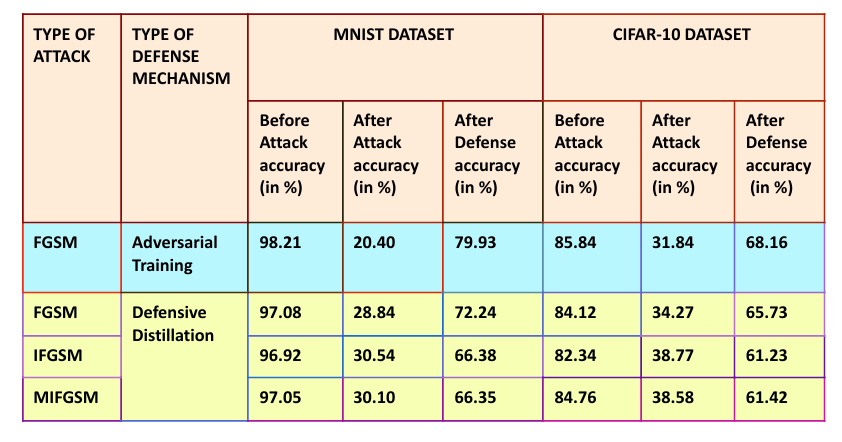 TYPE OF
ATTACK
TYPE OF
DEFENSE
MECHANISM
MNIST DATASET
CIFAR-10 DATASET
Before
Attack
accuracy
(in %)
After
Attack
accuracy
(in %)
After
Defense
accuracy
(in %)
Before
Attack
accuracy
(in %)
After
Attack
accuracy
(in %)
After
Defense
accuracy
(in %)
FGSM
Adversarial
Training
98.21
20.40
79.93
85.84
31.84
68.16
FGSM
Defensive
Distillation
97.08
28.84
72.24
84.12
34.27
65.73
IFGSM
96.92
30.54
66.38
82.34
38.77
61.23
MIFGSM
97.05
30.10
66.35
84.76
38.58
61.42